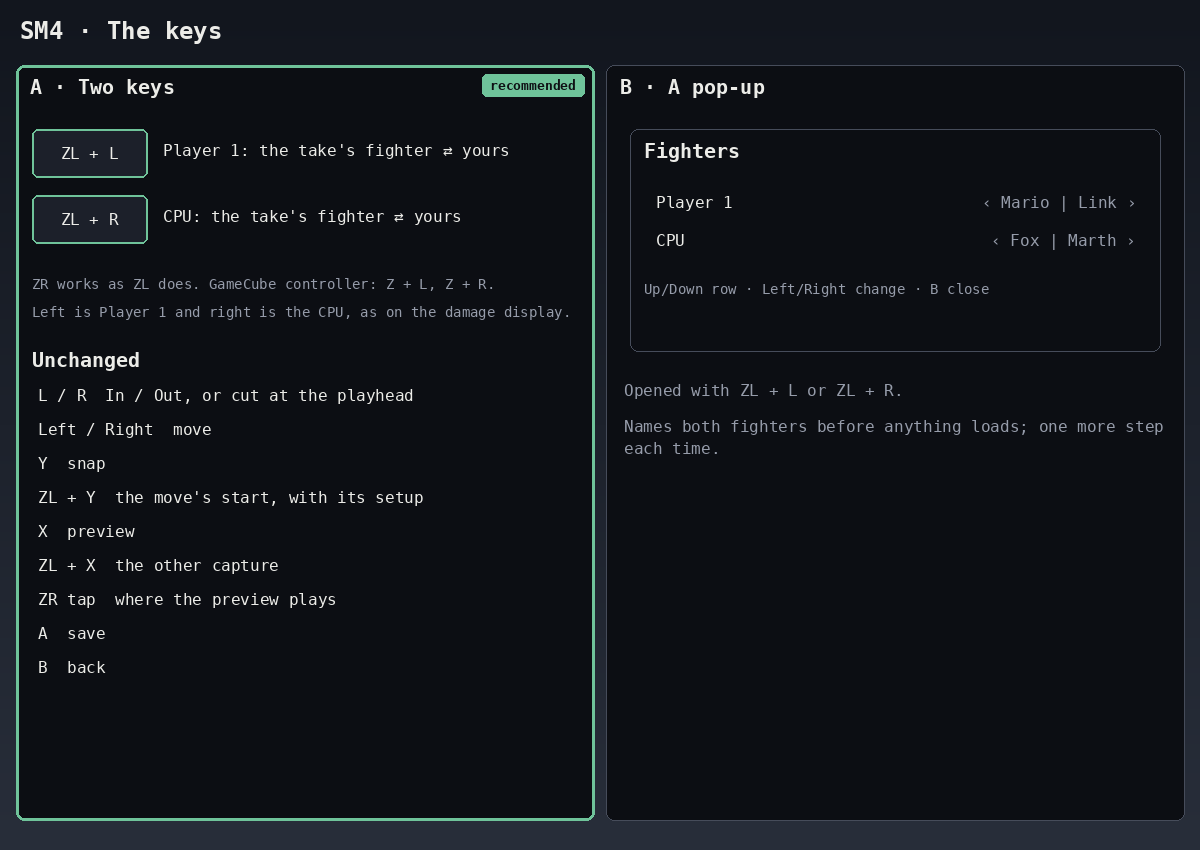 SM4 · The keys
A · Two keys
recommended
ZL + L
Player 1: the take's fighter ⇄ yours
ZL + R
CPU: the take's fighter ⇄ yours
ZR works as ZL does. GameCube controller: Z + L, Z + R.
Left is Player 1 and right is the CPU, as on the damage display.
Unchanged
L / R  In / Out, or cut at the playhead
Left / Right  move
Y  snap
ZL + Y  the move's start, with its setup
X  preview
ZL + X  the other capture
ZR tap  where the preview plays
A  save
B  back
B · A pop-up
Fighters
Player 1  ‹ Mario | Link ›
CPU  ‹ Fox | Marth ›
Up/Down row · Left/Right change · B close
Opened with ZL + L or ZL + R.
Names both fighters before anything loads; one more step
each time.